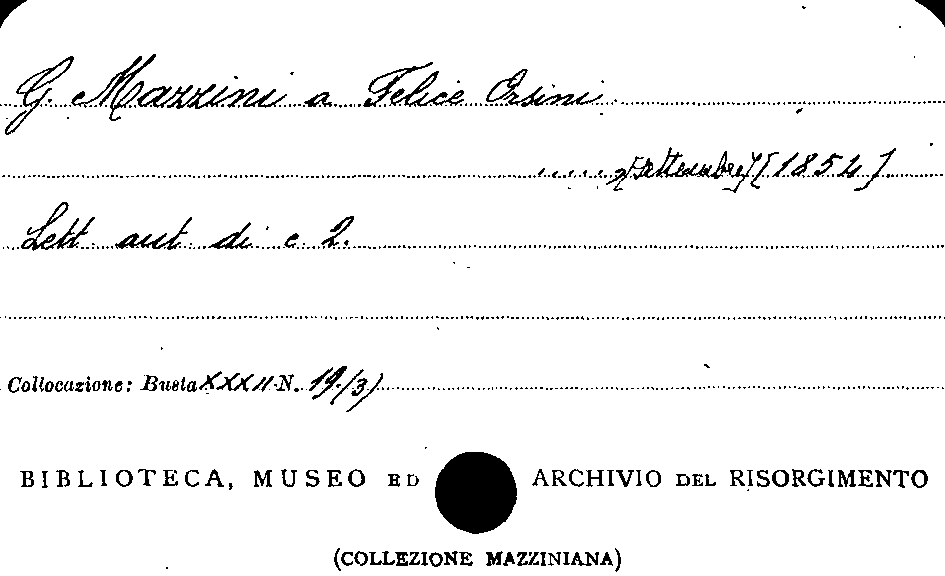 G. Mazzini a Felice Orsini
2[settembre] [1854]
Lett. aut. di c. 2.
Collocazione: Busta XXXII N. 19./3)
BIBLIOTECA, MUSEO ED ARCHIVIO DEL RISORGIMENTO
(COLLEZIONE MAZZINIANA)